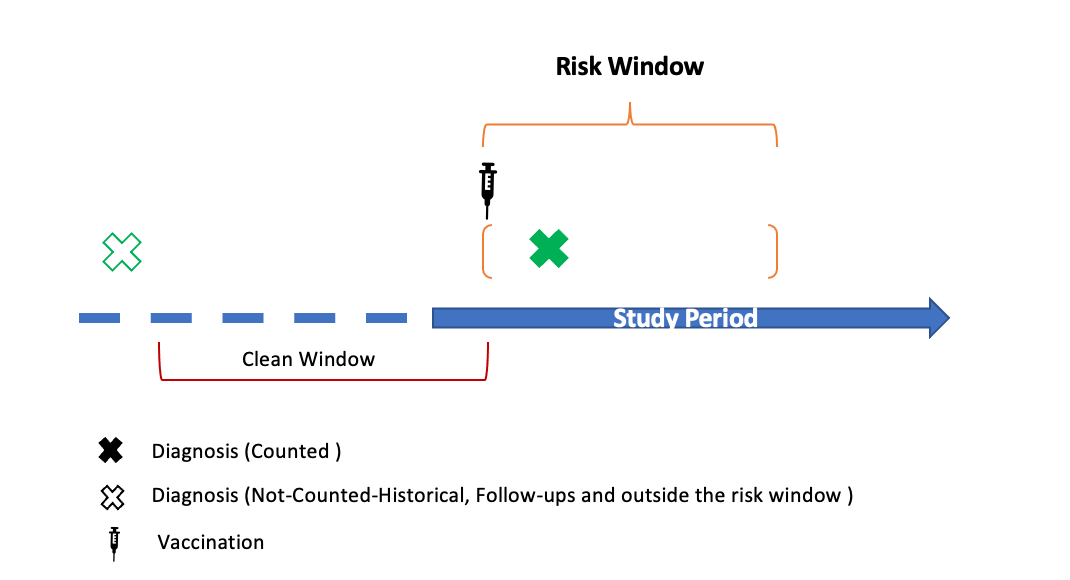 Risk Window
Study Period
Clean Window
Diagnosis (Counted )
Diagnosis (Not-Counted-Historical, Follow-ups and outside the risk window )
Vaccination